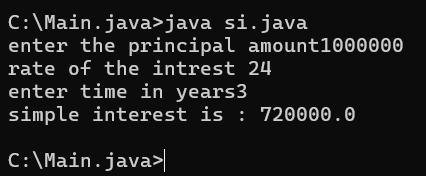 C:\Main.java>java si.java
enter the principal amount1000000
rate of the intrest 24
enter time in years3
simple interest is : 720000.0
C:\Main.java>